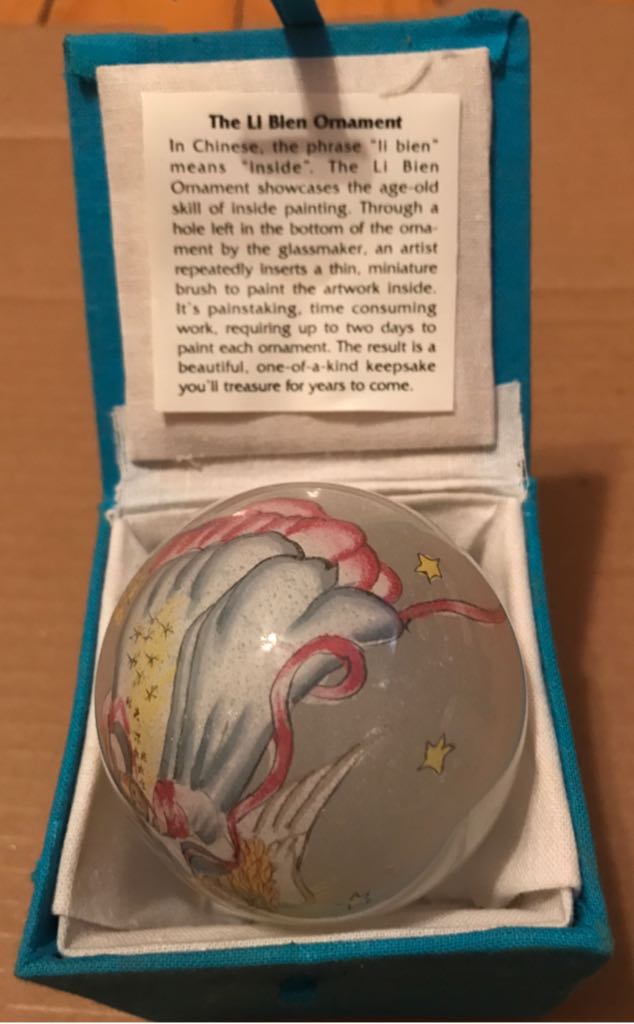 The Li Bien Ornament
In Chinese, the phrase "li bien"
means "inside". The Li Bien
Ornament showcases the age-old
skill of inside painting. Through a
hole left in the bottom of the orna-
ment by the glassmaker, an artist
repeatedly inserts a thin, miniature
brush to paint the artwork inside.
It's painstaking, time consuming
work, requiring up to two days to
paint each ornament. The result is a
beautiful, one-of-a-kind keepsake
you'll treasure for years to come.